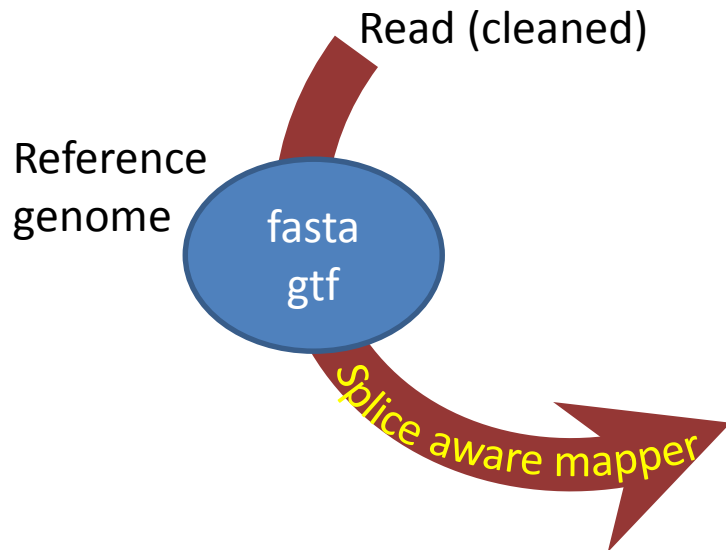 Read (cleaned)
Reference
genome
fasta
gtf
Splice aware mapper